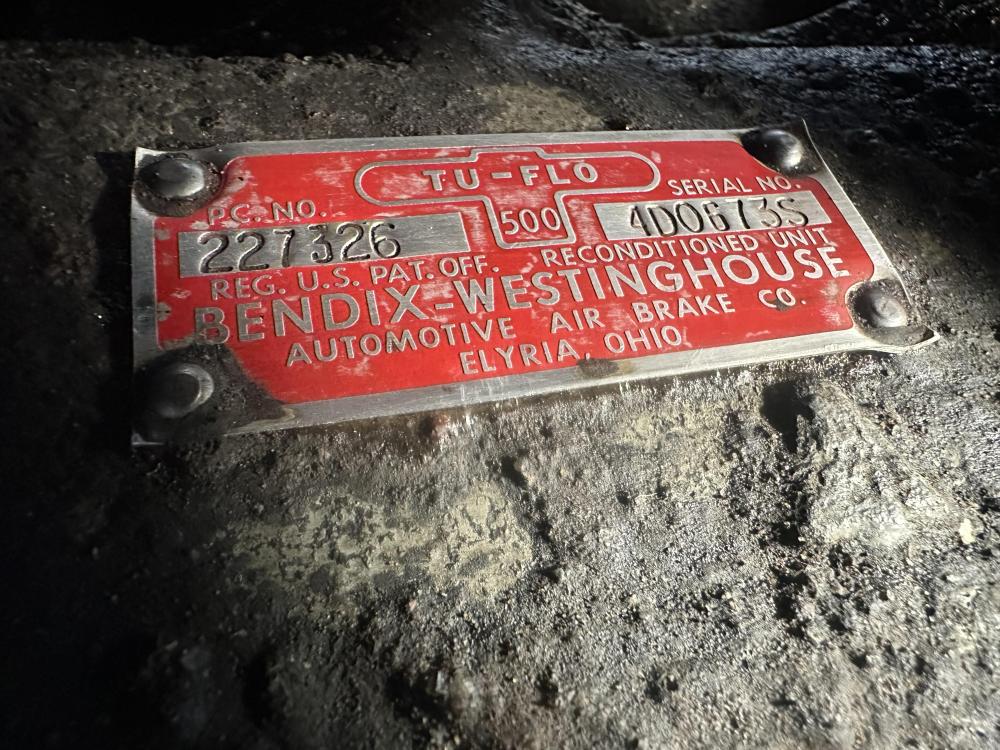 TU-FLO
500
P.C. NO.
227326
SERIAL NO.
4D0673S
REG. U.S. PAT. OFF.
RECONDITIONED UNIT
BENDIX-WESTINGHOUSE
AUTOMOTIVE AIR BRAKE CO.
ELYRIA, OHIO